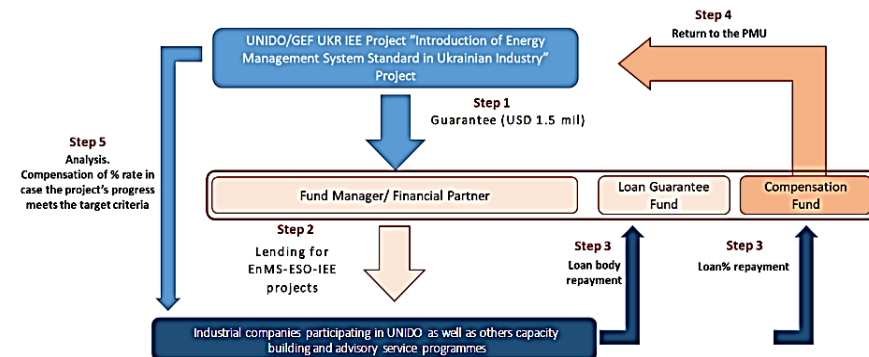 Step 4
Return to the PMU
UNIDO/GEF UKR IEE Project “Introduction of Energy
Management System Standard in Ukrainian Industry”
Project
Step 1
Guarantee (USD 1.5 mil)
Step 5
Analysis.
Compensation of % rate in
case the project’s progress
meets the target criteria
Fund Manager/ Financial Partner
Loan Guarantee
Fund
Compensation
Fund
Step 2
Lending for
EnMS-ESO-IEE
projects
Step 3
Loan body
repayment
Step 3
Loan% repayment
Industrial companies participating in UNIDO as well as others capacity
building and advisory service programmes